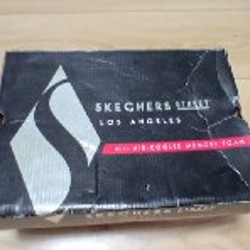 SKECHERS STREET
LOS ANGELES
AIR-COOLED MEMORY FOAM